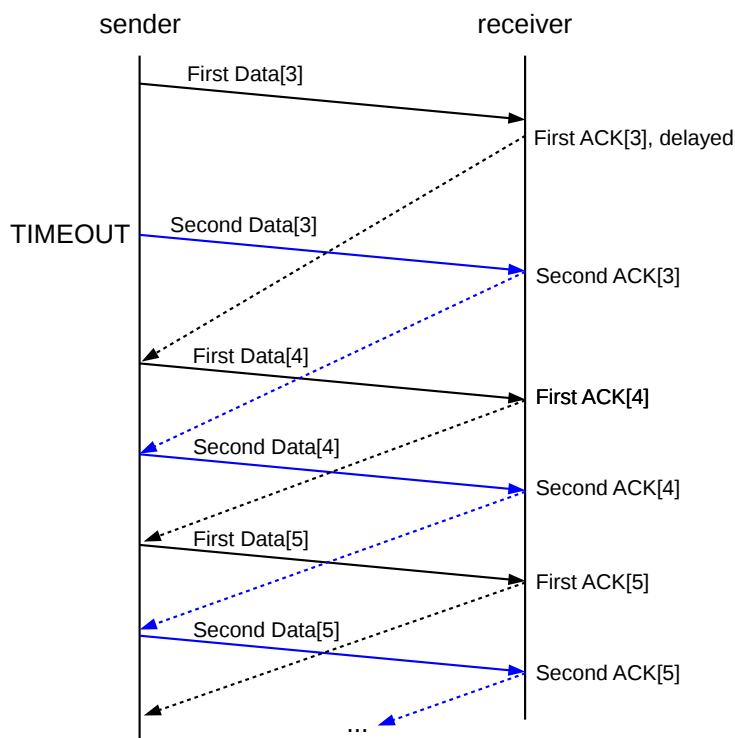 sender
receiver
First Data[3]
First ACK[3], delayed
Second Data[3]
TIMEOUT
Second ACK[3]
First Data[4]
First ACK[4]
Second Data[4]
Second ACK[4]
First Data[5]
First ACK[5]
Second Data[5]
Second ACK[5]
...